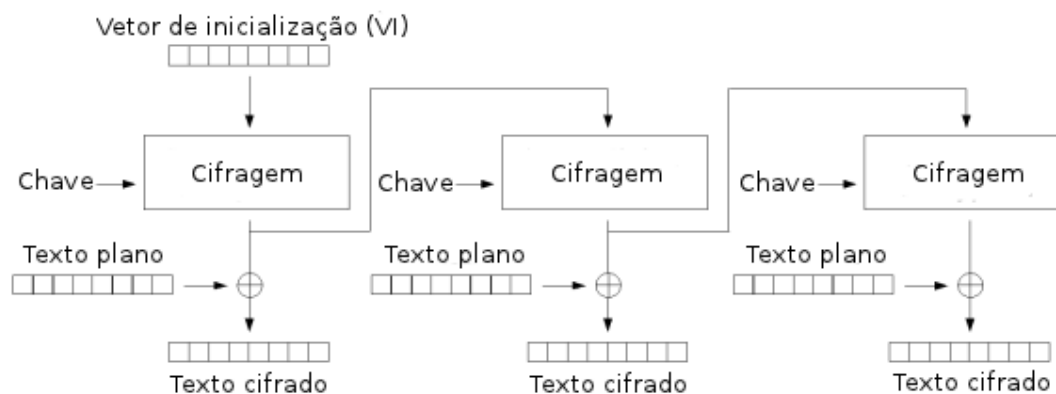 Vetor de inicialização (VI)
Chave
Cifragem
Chave
Cifragem
Chave
Cifragem
Texto plano
Texto plano
Texto plano
Texto cifrado
Texto cifrado
Texto cifrado